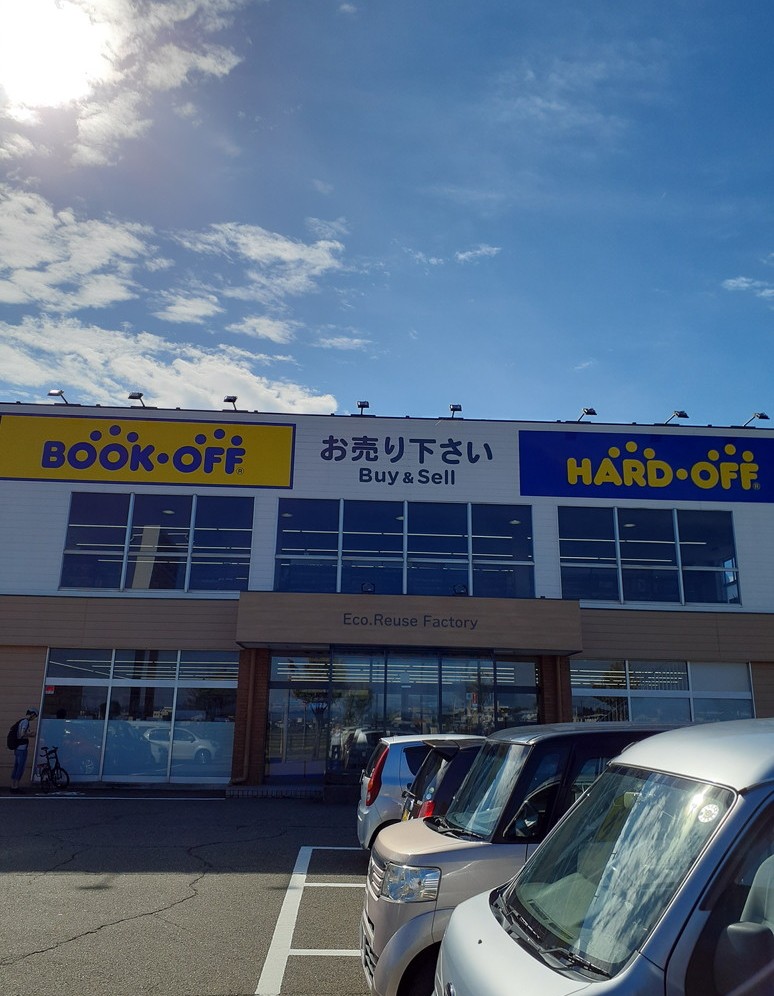 BOOK•OFF®
お売り下さい
Buy & Sell
HARD•OFF®
Eco.Reuse Factory